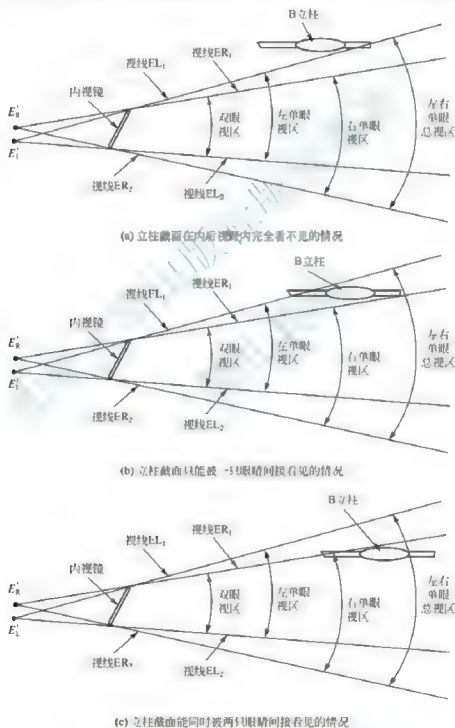 B立柱
视线EL₁
视线ER₁
内视镜
E'R
E'L
双眼视区
左单眼视区
右单眼视区
左右单眼总视区
视线ER₂
视线EL₂
(a) 立柱截面在内后视野内完全看不见的情况
B立柱
视线EL₁
视线ER₁
内视镜
E'R
E'L
双眼视区
左单眼视区
右单眼视区
左右单眼总视区
视线ER₂
视线EL₂
(b) 立柱截面只能被一只眼睛间接看见的情况
B立柱
视线EL₁
视线ER₁
内视镜
E'R
E'L
双眼视区
左单眼视区
右单眼视区
左右单眼总视区
视线ER₂
视线EL₂
(c) 立柱截面能同时被两只眼睛间接看见的情况